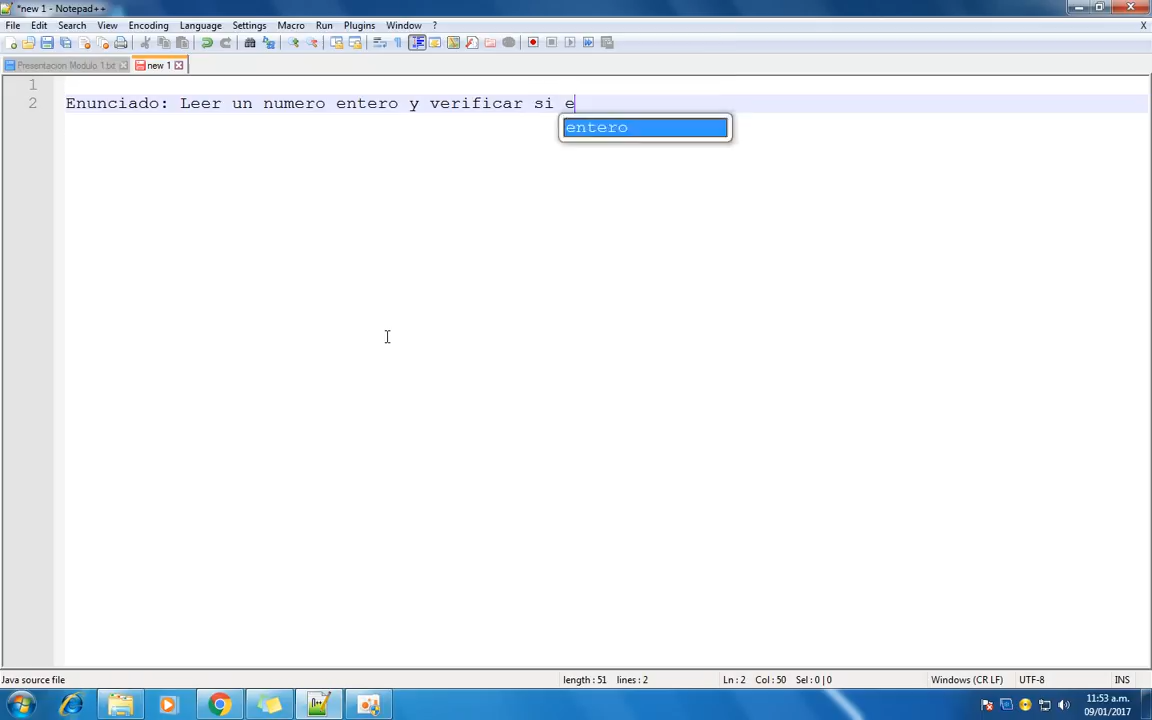 *new 1 - Notepad++
File Edit Search View Encoding Language Settings Macro Run Plugins Window ? X
Presentacion Modulo 1.txt new 1
1
2 Enunciado: Leer un numero entero y verificar si e
entero
Java source file length : 51 lines : 2 Ln : 2 Col : 50 Sel : 0 | 0 Windows (CR LF) UTF-8 INS
11:53 a.m.
09/01/2017